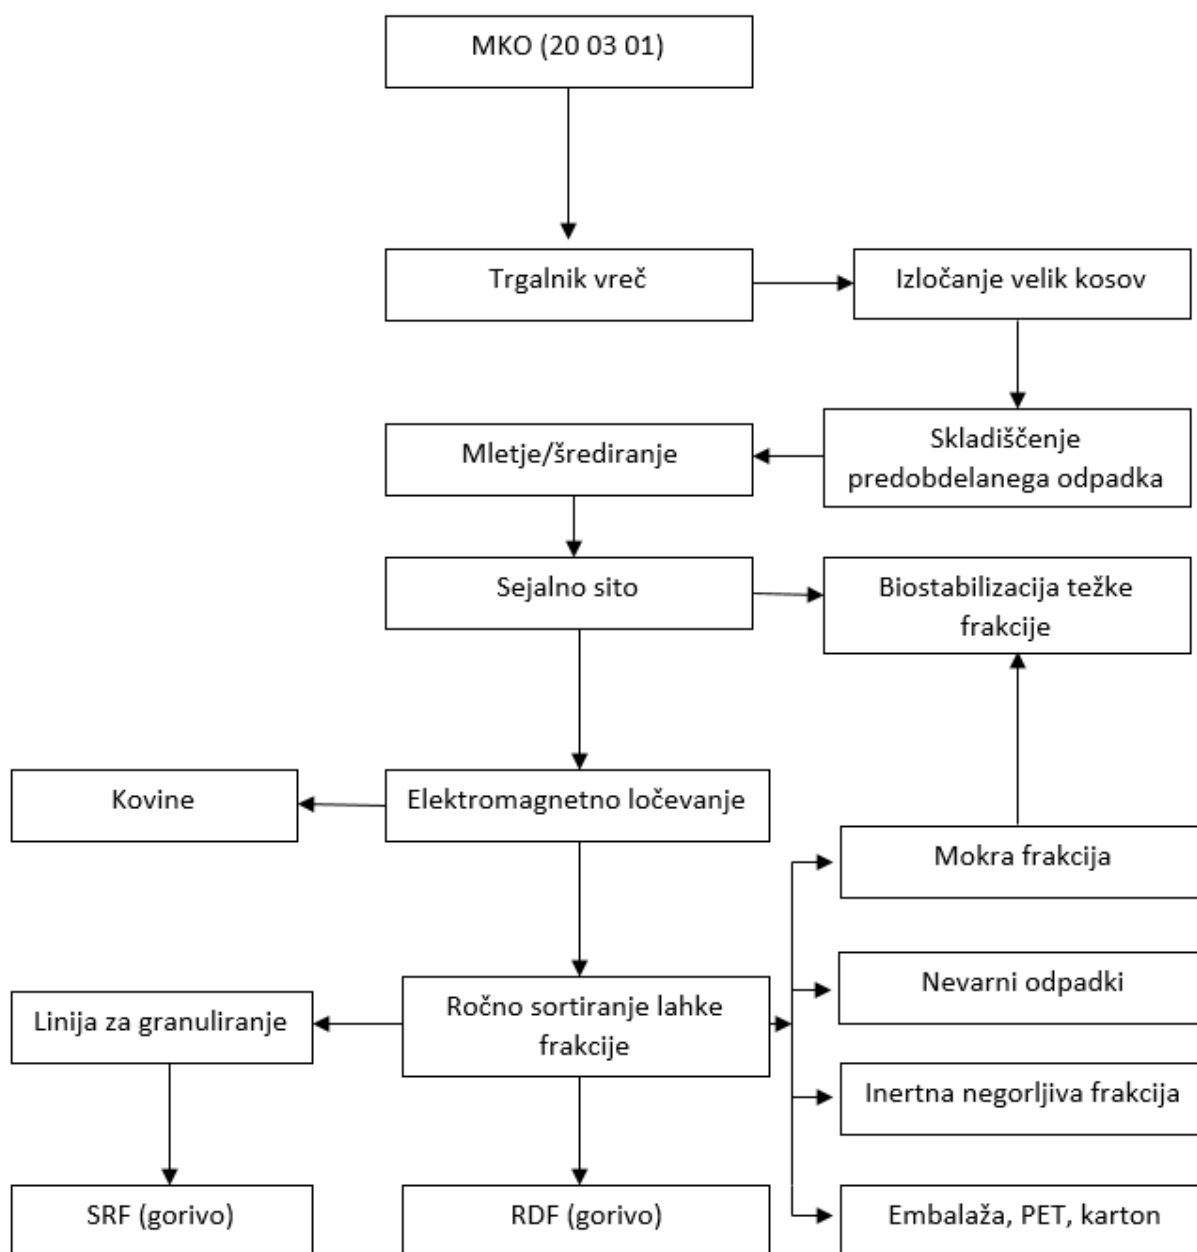 MKO (20 03 01)
Trgalnik vreč
Izločanje velik kosov
Skladiščenje
predobdelanega odpadka
Mletje/šrediranje
Sejalno sito
Biostabilizacija težke
frakcije
Kovine
Elektromagnetno ločevanje
Mokra frakcija
Nevarni odpadki
Linija za granuliranje
Ročno sortiranje lahke
frakcije
Inertna negorljiva frakcija
SRF (gorivo)
RDF (gorivo)
Embalaža, PET, karton